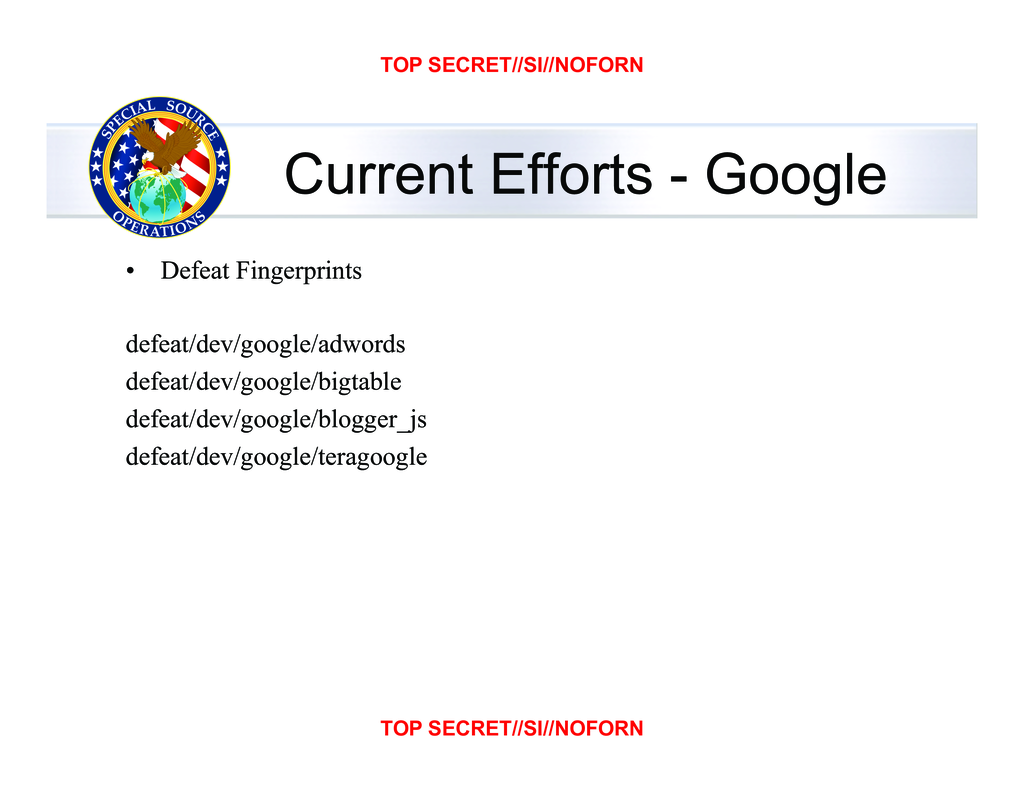 TOP SECRET//SI//NOFORN
SPECIAL SOURCE
OPERATIONS
Current Efforts - Google
• Defeat Fingerprints
defeat/dev/google/adwords
defeat/dev/google/bigtable
defeat/dev/google/blogger_js
defeat/dev/google/teragoogle
TOP SECRET//SI//NOFORN